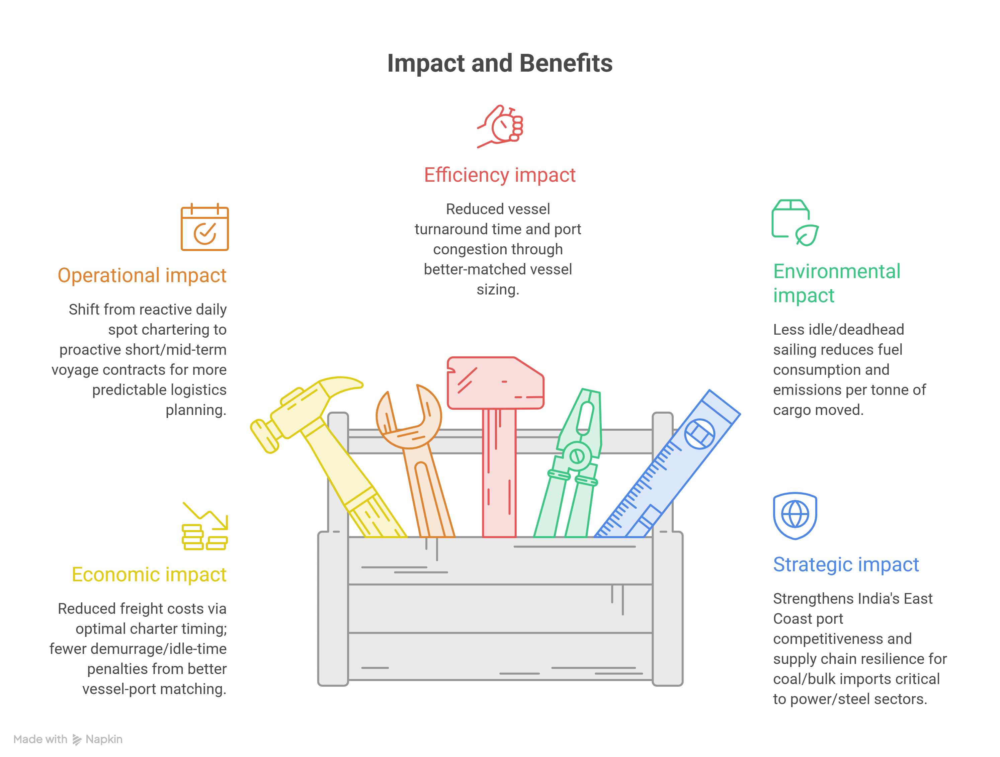 Impact and Benefits
Efficiency impact
Reduced vessel
turnaround time and port
congestion through
better-matched vessel
sizing.
Operational impact
Shift from reactive daily
spot chartering to
proactive short/mid-term
voyage contracts for more
predictable logistics
planning.
Environmental
impact
Less idle/deadhead
sailing reduces fuel
consumption and
emissions per tonne of
cargo moved.
Economic impact
Reduced freight costs via
optimal charter timing;
fewer demurrage/idle-time
penalties from better
vessel-port matching.
Strategic impact
Strengthens India's East
Coast port
competitiveness and
supply chain resilience for
coal/bulk imports critical
to power/steel sectors.
Made with Napkin